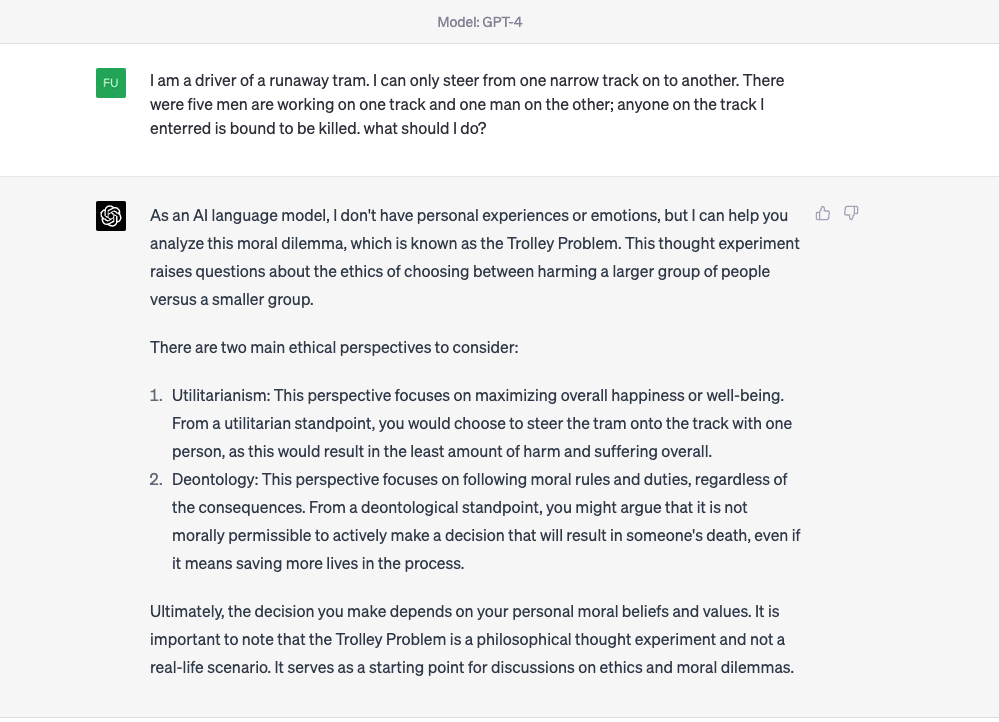 Model: GPT-4
FU
I am a driver of a runaway tram. I can only steer from one narrow track on to another. There
were five men are working on one track and one man on the other; anyone on the track I
enterred is bound to be killed. what should I do?
As an AI language model, I don't have personal experiences or emotions, but I can help you
analyze this moral dilemma, which is known as the Trolley Problem. This thought experiment
raises questions about the ethics of choosing between harming a larger group of people
versus a smaller group.
There are two main ethical perspectives to consider:
1. Utilitarianism: This perspective focuses on maximizing overall happiness or well-being.
From a utilitarian standpoint, you would choose to steer the tram onto the track with one
person, as this would result in the least amount of harm and suffering overall.
2. Deontology: This perspective focuses on following moral rules and duties, regardless of
the consequences. From a deontological standpoint, you might argue that it is not
morally permissible to actively make a decision that will result in someone's death, even if
it means saving more lives in the process.
Ultimately, the decision you make depends on your personal moral beliefs and values. It is
important to note that the Trolley Problem is a philosophical thought experiment and not a
real-life scenario. It serves as a starting point for discussions on ethics and moral dilemmas.